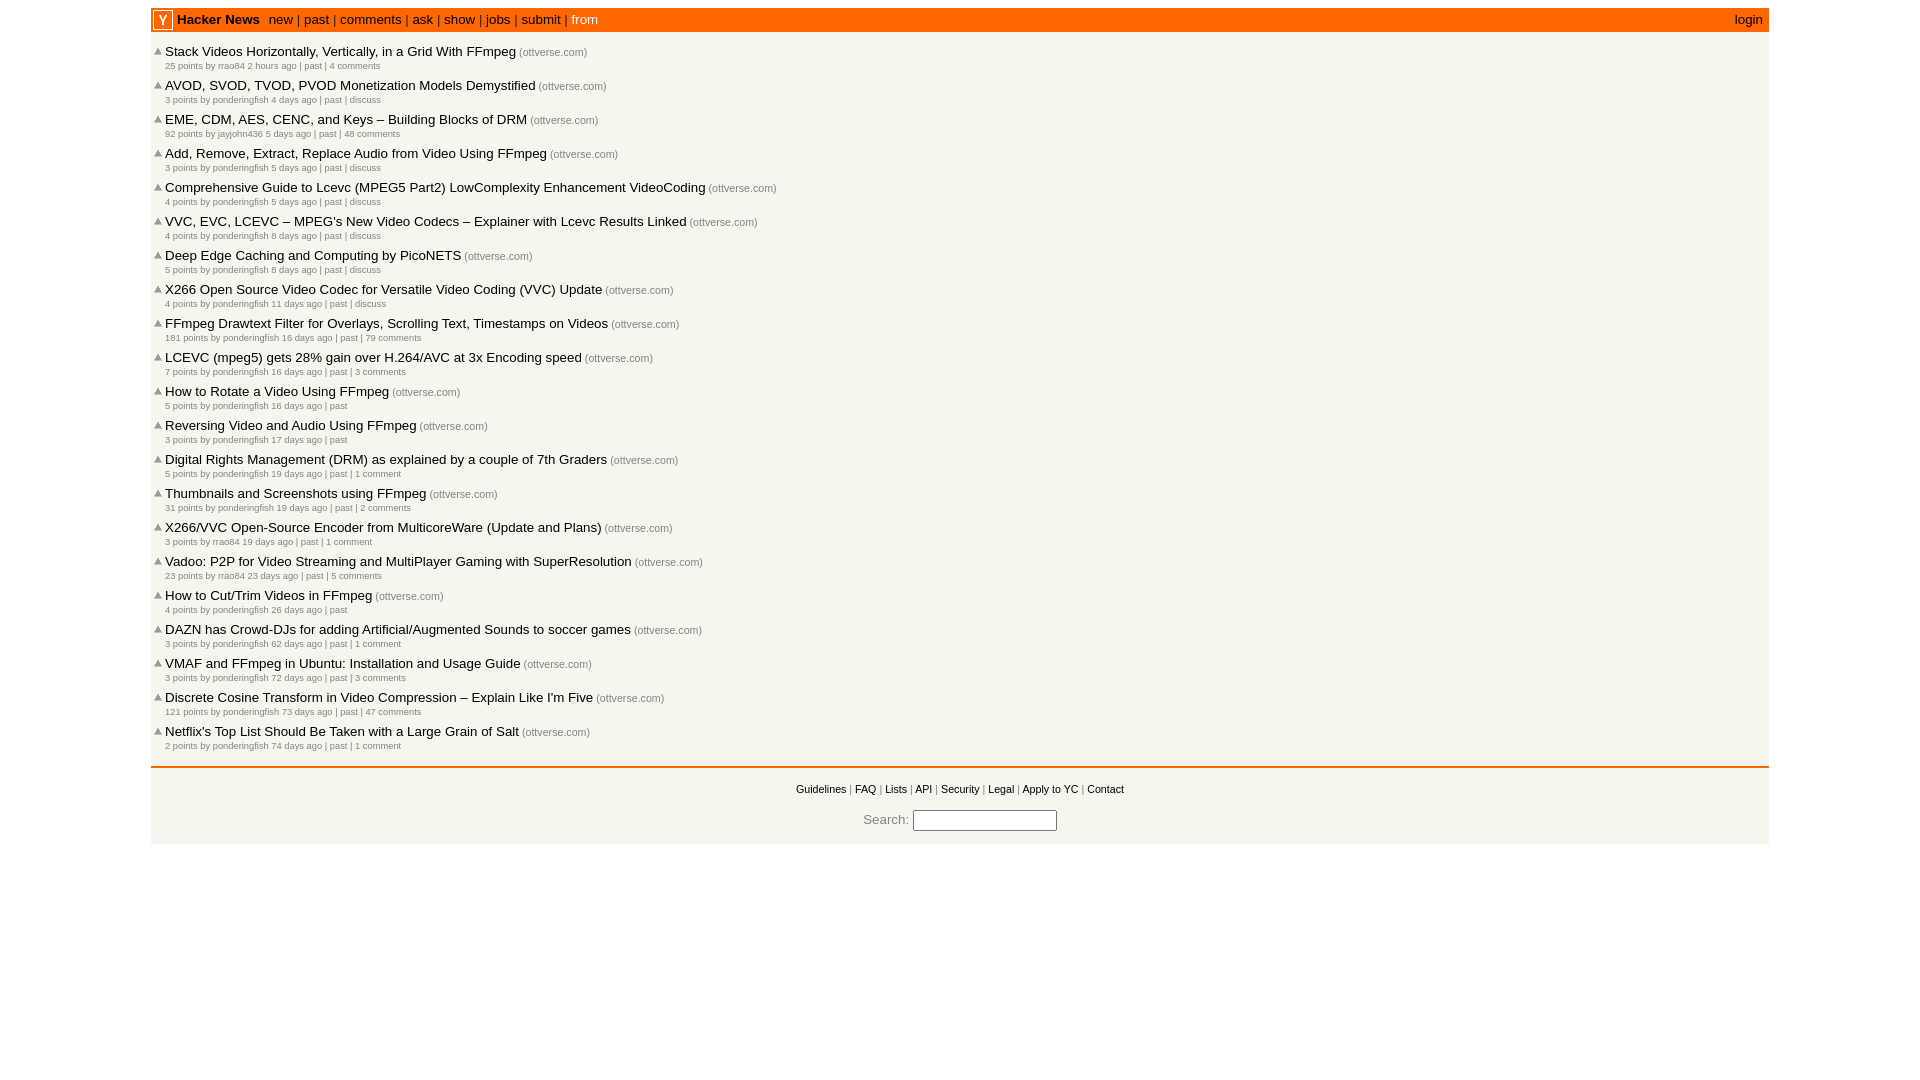 Y Hacker News new | past | comments | ask | show | jobs | submit | from login
Stack Videos Horizontally, Vertically, in a Grid With FFmpeg (ottverse.com)
25 points by rrao84 2 hours ago | past | 4 comments
AVOD, SVOD, TVOD, PVOD Monetization Models Demystified (ottverse.com)
3 points by ponderingfish 4 days ago | past | discuss
EME, CDM, AES, CENC, and Keys – Building Blocks of DRM (ottverse.com)
92 points by jayjohn436 5 days ago | past | 48 comments
Add, Remove, Extract, Replace Audio from Video Using FFmpeg (ottverse.com)
3 points by ponderingfish 5 days ago | past | discuss
Comprehensive Guide to Lcevc (MPEG5 Part2) LowComplexity Enhancement VideoCoding (ottverse.com)
4 points by ponderingfish 5 days ago | past | discuss
VVC, EVC, LCEVC – MPEG's New Video Codecs – Explainer with Lcevc Results Linked (ottverse.com)
4 points by ponderingfish 8 days ago | past | discuss
Deep Edge Caching and Computing by PicoNETS (ottverse.com)
5 points by ponderingfish 8 days ago | past | discuss
X266 Open Source Video Codec for Versatile Video Coding (VVC) Update (ottverse.com)
4 points by ponderingfish 11 days ago | past | discuss
FFmpeg Drawtext Filter for Overlays, Scrolling Text, Timestamps on Videos (ottverse.com)
181 points by ponderingfish 16 days ago | past | 79 comments
LCEVC (mpeg5) gets 28% gain over H.264/AVC at 3x Encoding speed (ottverse.com)
7 points by ponderingfish 16 days ago | past | 3 comments
How to Rotate a Video Using FFmpeg (ottverse.com)
5 points by ponderingfish 16 days ago | past
Reversing Video and Audio Using FFmpeg (ottverse.com)
3 points by ponderingfish 17 days ago | past
Digital Rights Management (DRM) as explained by a couple of 7th Graders (ottverse.com)
5 points by ponderingfish 19 days ago | past | 1 comment
Thumbnails and Screenshots using FFmpeg (ottverse.com)
31 points by ponderingfish 19 days ago | past | 2 comments
X266/VVC Open-Source Encoder from MulticoreWare (Update and Plans) (ottverse.com)
3 points by rrao84 19 days ago | past | 1 comment
Vadoo: P2P for Video Streaming and MultiPlayer Gaming with SuperResolution (ottverse.com)
23 points by rrao84 23 days ago | past | 5 comments
How to Cut/Trim Videos in FFmpeg (ottverse.com)
4 points by ponderingfish 26 days ago | past
DAZN has Crowd-DJs for adding Artificial/Augmented Sounds to soccer games (ottverse.com)
3 points by ponderingfish 62 days ago | past | 1 comment
VMAF and FFmpeg in Ubuntu: Installation and Usage Guide (ottverse.com)
3 points by ponderingfish 72 days ago | past | 3 comments
Discrete Cosine Transform in Video Compression – Explain Like I'm Five (ottverse.com)
121 points by ponderingfish 73 days ago | past | 47 comments
Netflix's Top List Should Be Taken with a Large Grain of Salt (ottverse.com)
2 points by ponderingfish 74 days ago | past | 1 comment
Guidelines | FAQ | Lists | API | Security | Legal | Apply to YC | Contact
Search: